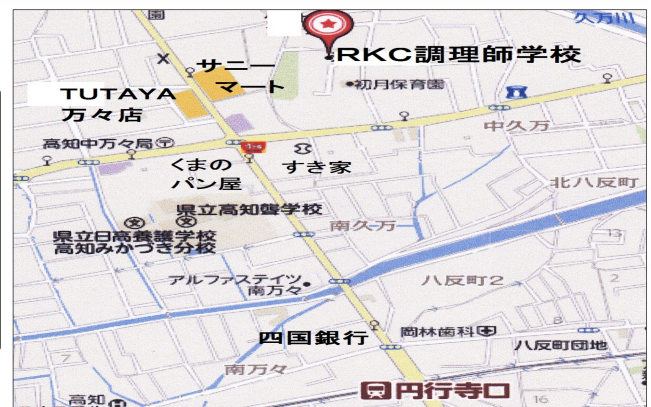 久万川
RKC調理師学校
サニー
マート
初月保育園
TUTAYA
万々店
中久万
高知中万々局
くまの
パン屋
すき家
北八反町
県立高知聾学校
南久万
県立日高養護学校
高知みかづき分校
13
アルファステイツ
南万々
八反町2
2
四国銀行
岡林歯科
8
八反町団地
7
南万々
円行寺口
高知
16